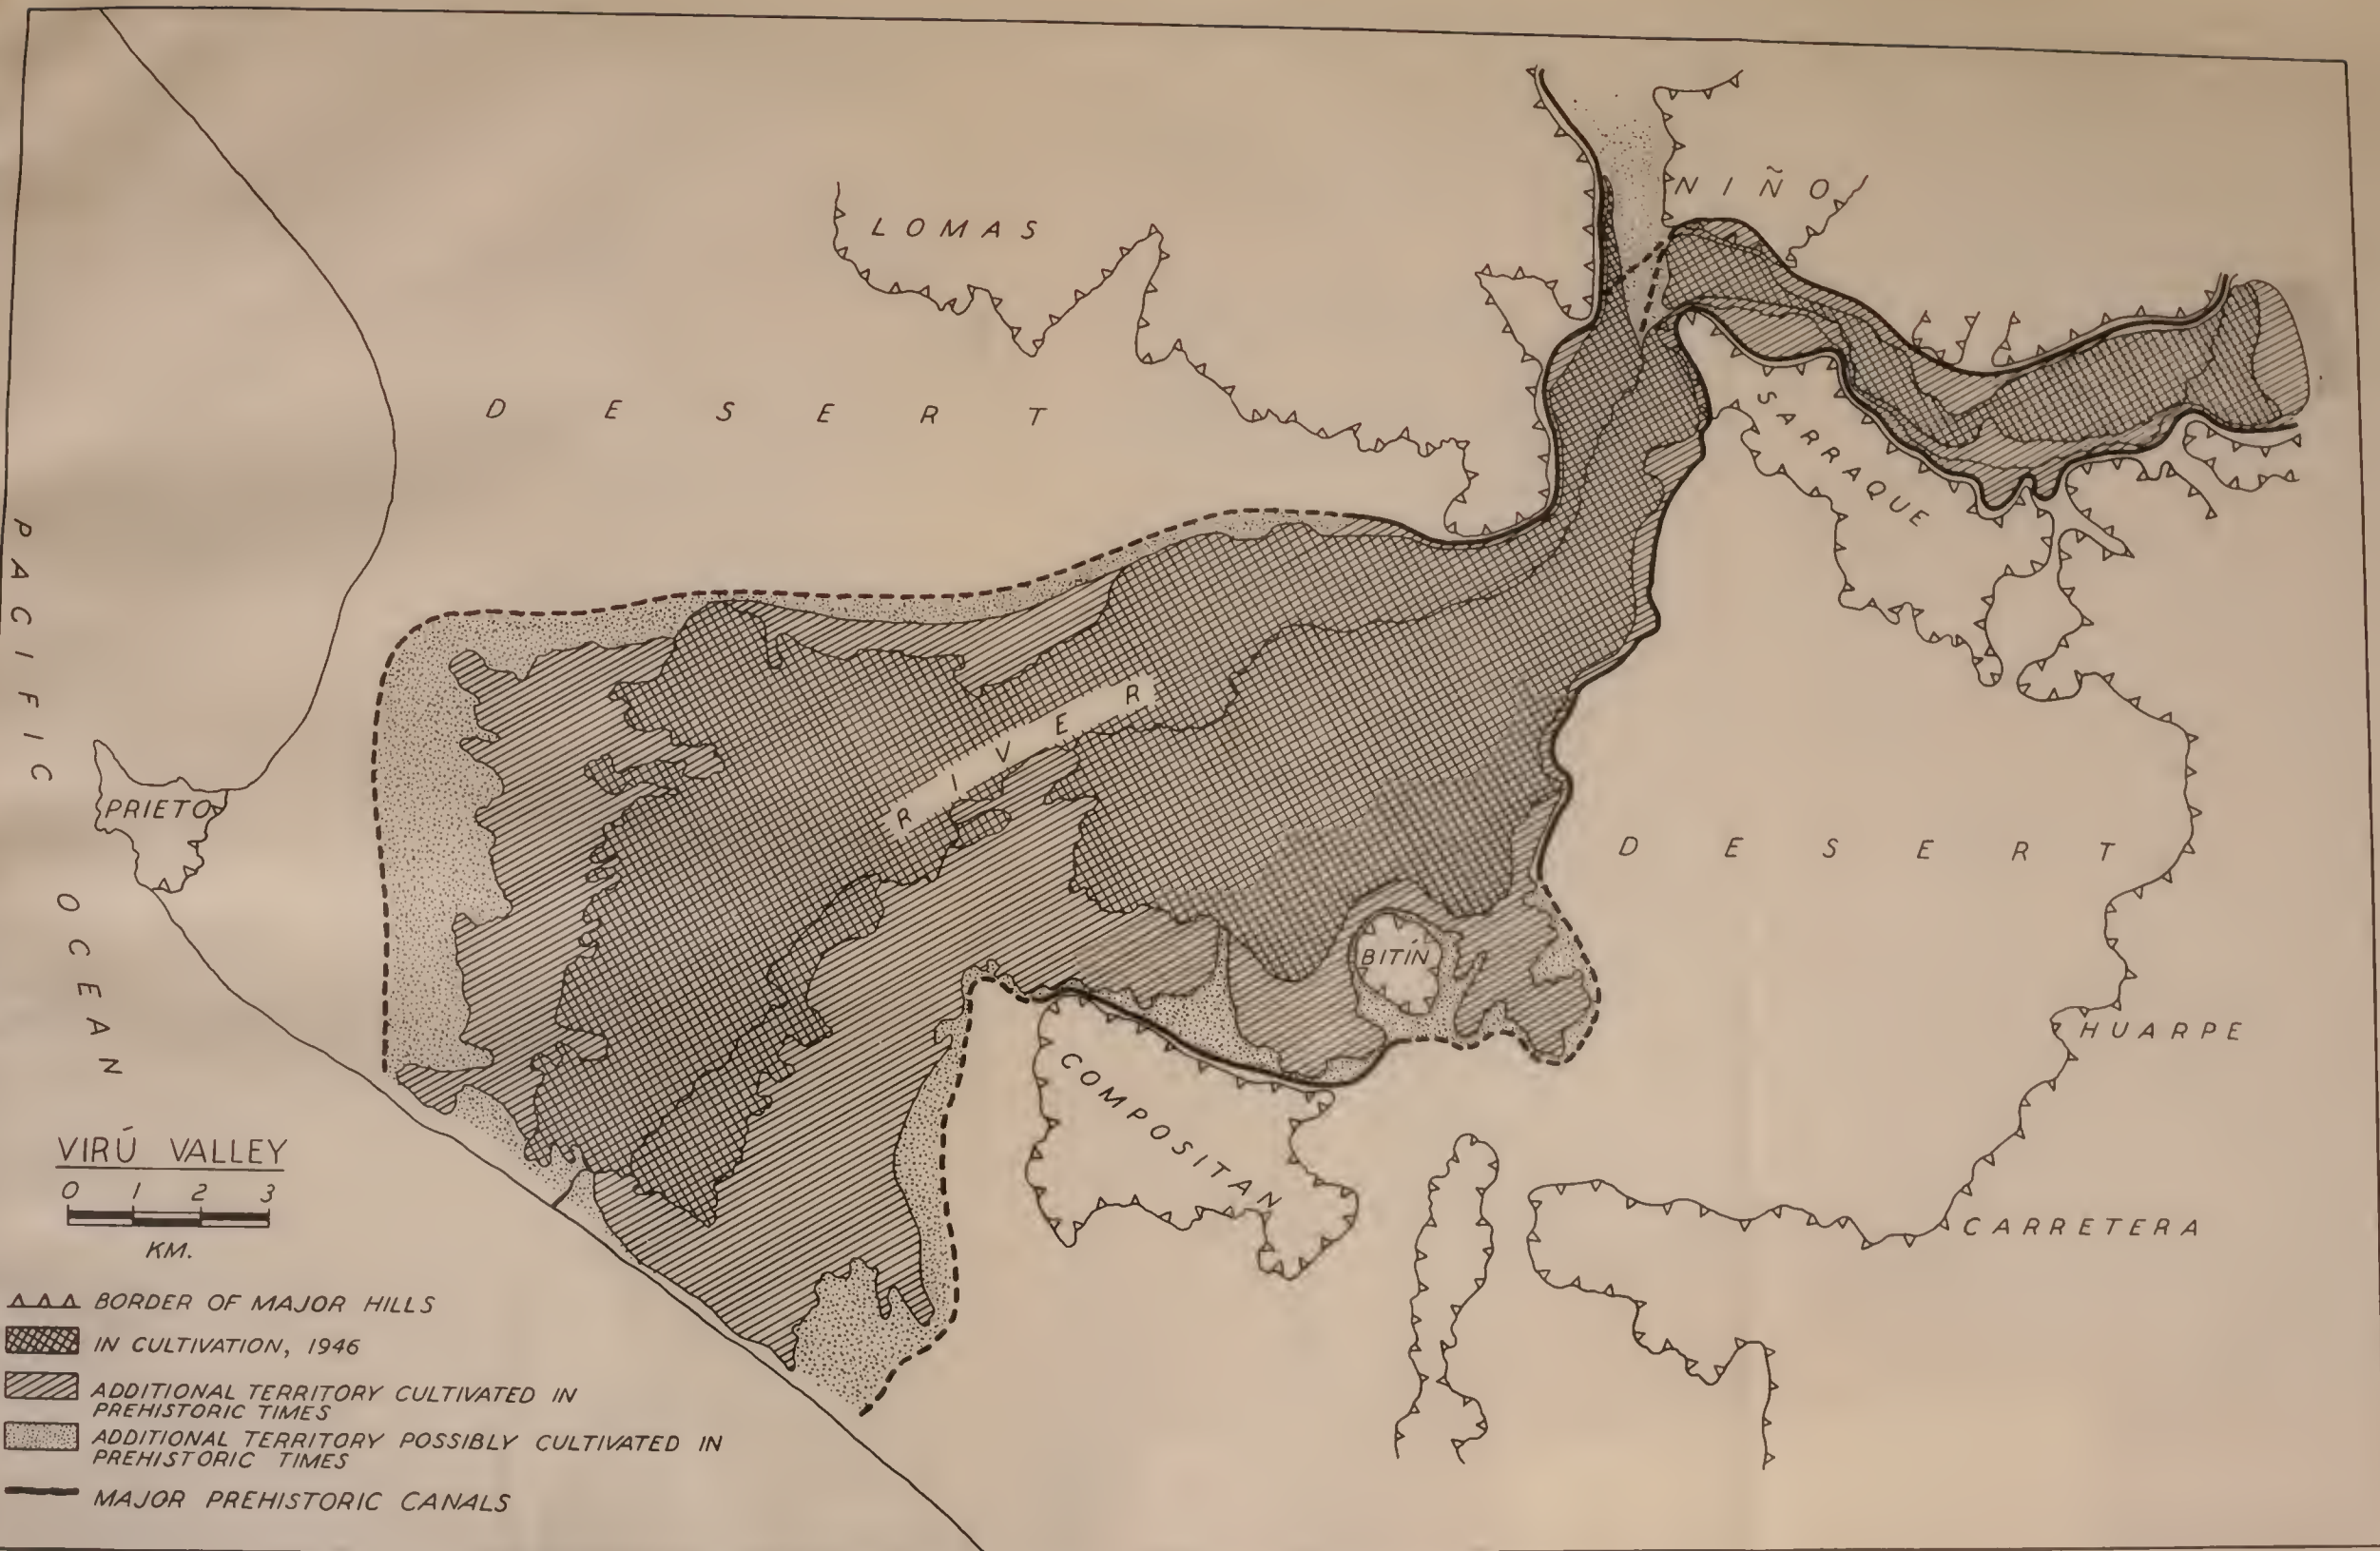 NIÑO
LOMAS
DESERT
SARRAQUE
PACIFIC
OCEAN
RIVER
PRIETO
DESERT
BITÍN
HUARPE
COMPOSITAN
CARRETERA
VIRÚ VALLEY
0 1 2 3
KM.
BORDER OF MAJOR HILLS
IN CULTIVATION, 1946
ADDITIONAL TERRITORY CULTIVATED IN
PREHISTORIC TIMES
ADDITIONAL TERRITORY POSSIBLY CULTIVATED IN
PREHISTORIC TIMES
MAJOR PREHISTORIC CANALS